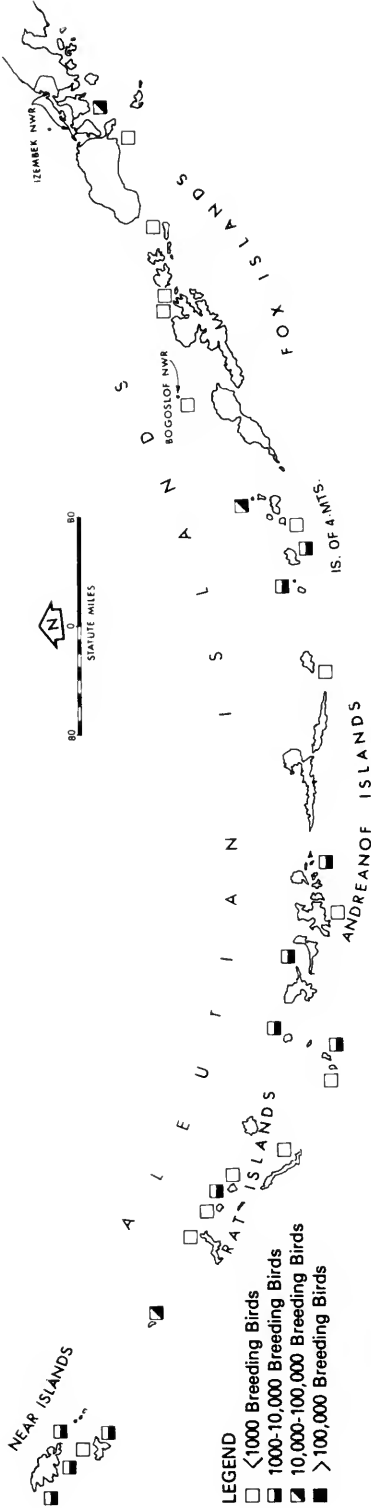 NEAR ISLANDS
ALEUTIAN ISLANDS
RAT ISLANDS
ANDREANOF ISLANDS
IS. OF 4 MTS.
FOX ISLANDS
BOGOSLOF NWR
IZEMBEK NWR
N
80 0 80
STATUTE MILES
LEGEND
<1000 Breeding Birds
1000-10,000 Breeding Birds
10,000-100,000 Breeding Birds
>100,000 Breeding Birds